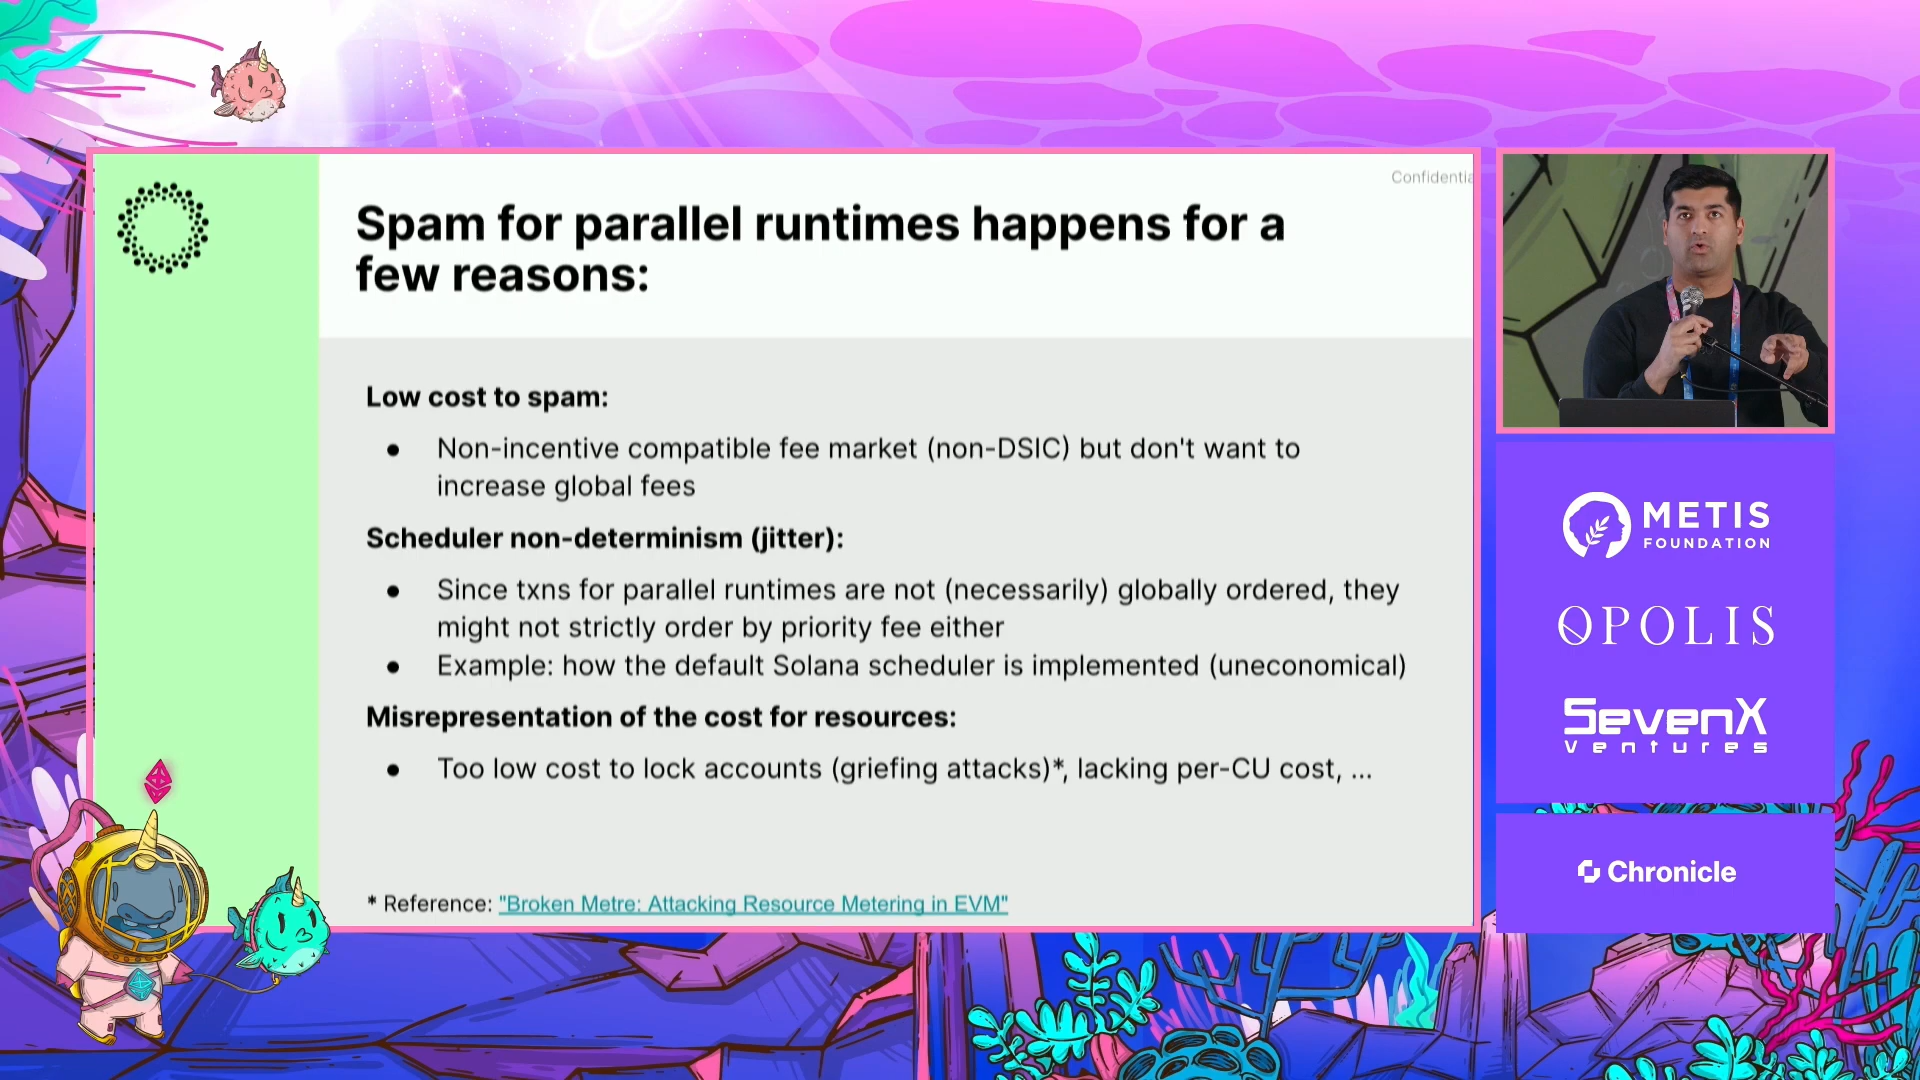 Confidentia
Spam for parallel runtimes happens for a
few reasons:
Low cost to spam:
● Non-incentive compatible fee market (non-DSIC) but don't want to
increase global fees
Scheduler non-determinism (jitter):
● Since txns for parallel runtimes are not (necessarily) globally ordered, they
might not strictly order by priority fee either
● Example: how the default Solana scheduler is implemented (uneconomical)
Misrepresentation of the cost for resources:
● Too low cost to lock accounts (griefing attacks)*, lacking per-CU cost, ...
* Reference: "Broken Metre: Attacking Resource Metering in EVM"
METIS
FOUNDATION
OPOLIS
SevenX
Ventures
Chronicle